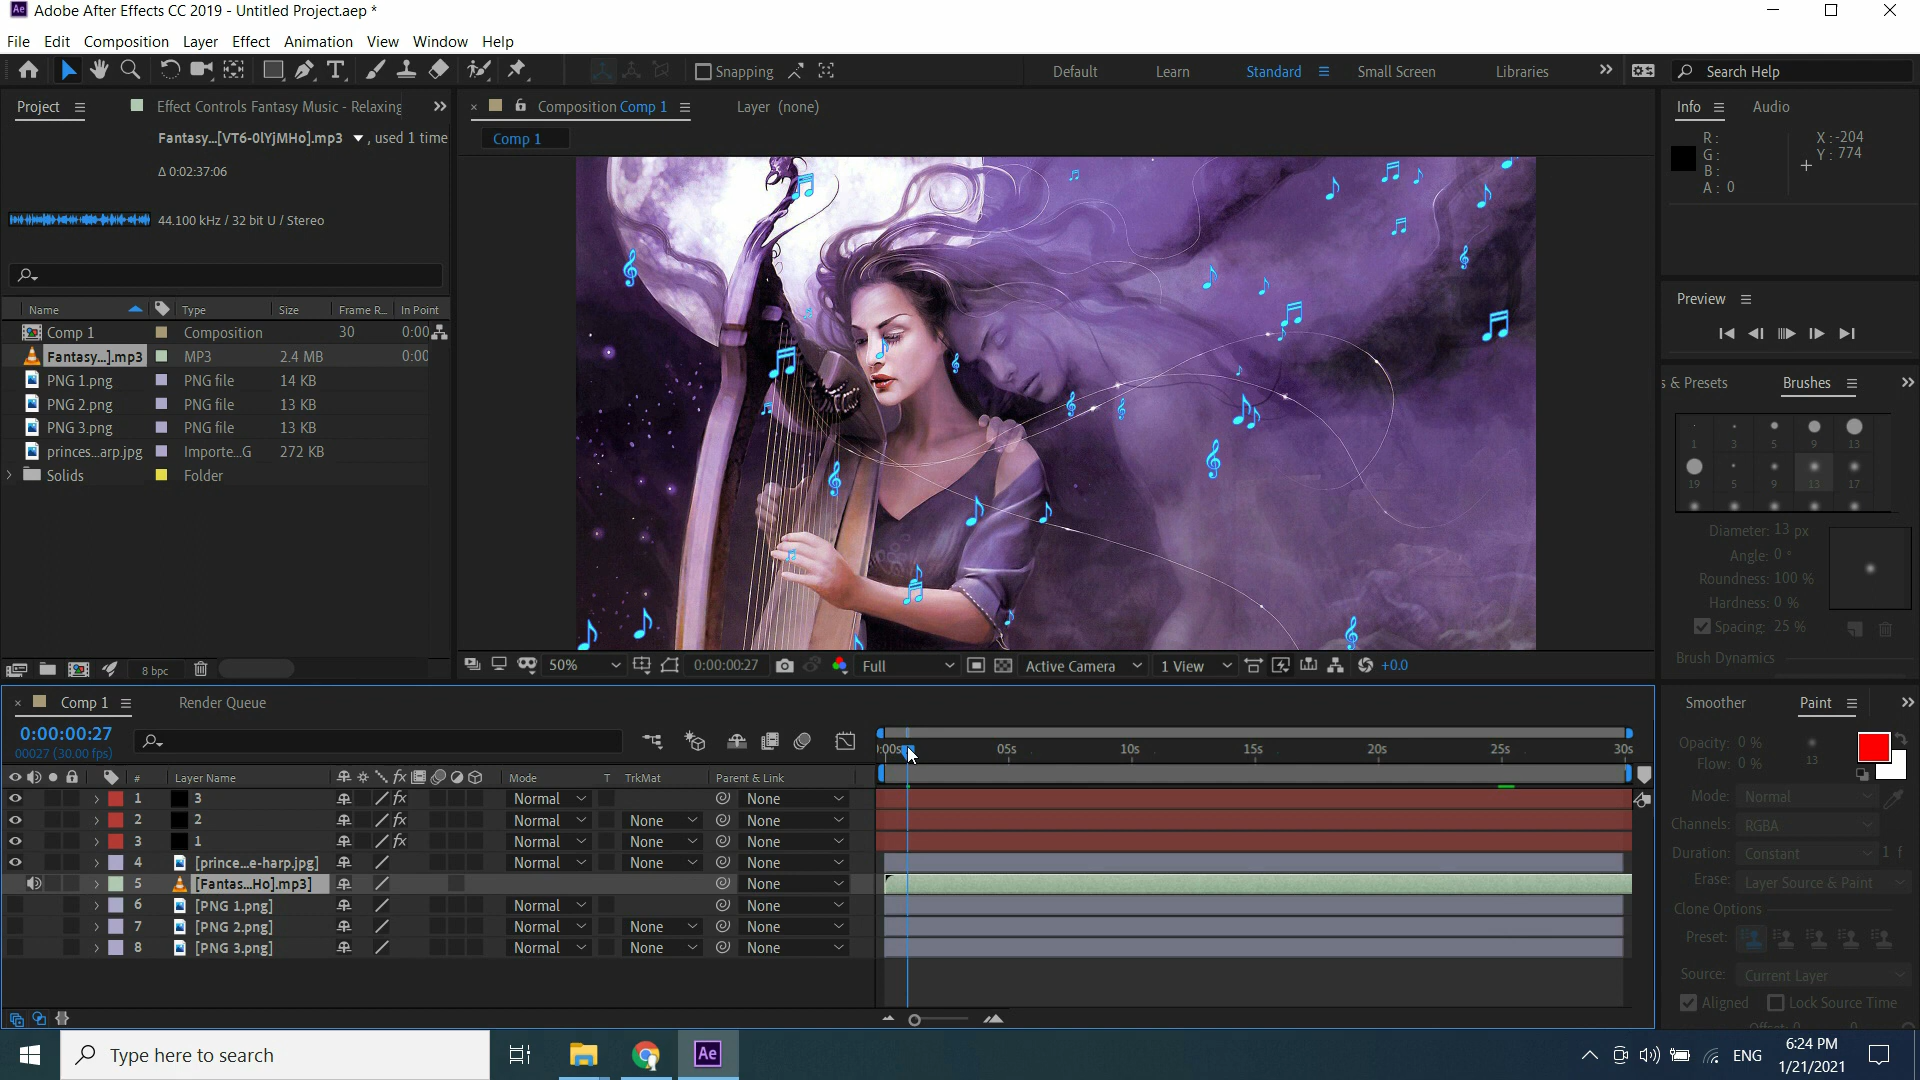 Adobe After Effects CC 2019 - Untitled Project.aep *
File Edit Composition Layer Effect Animation View Window Help
Snapping
Default Learn Standard Small Screen Libraries
Search Help
Project
Effect Controls Fantasy Music - Relaxing
Fantasy...[VT6-0lYjMHo].mp3 , used 1 time
Δ 0:02:37:06
44.100 kHz / 32 bit U / Stereo
Name Type Size Frame R... In Point
Comp 1 Composition 30 0:00
Fantasy...].mp3 MP3 2.4 MB 0:00
PNG 1.png PNG file 14 KB
PNG 2.png PNG file 13 KB
PNG 3.png PNG file 13 KB
princes...arp.jpg Importe...G 272 KB
Solids Folder
8 bpc
Composition Comp 1
Layer (none)
Comp 1
50% 0:00:00:27 Full Active Camera 1 View +0.0
Info Audio
R :
G :
B :
A : 0
X : -204
Y : 774
Preview
s & Presets Brushes
1 3 5 9 13
19 5 9 13 17
Diameter: 13 px
Angle: 0 °
Roundness: 100 %
Hardness: 0 %
Spacing: 25 %
Brush Dynamics
Comp 1 Render Queue
0:00:00:27
00027 (30.00 fps)
:00s 05s 10s 15s 20s 25s 30s
# Layer Name Mode T TrkMat Parent & Link
1 3 Normal None
2 2 Normal None None
3 1 Normal None None
4 [prince...e-harp.jpg] Normal None None
5 [Fantas...Ho].mp3] None
6 [PNG 1.png] Normal None
7 [PNG 2.png] Normal None None
8 [PNG 3.png] Normal None None
Smoother Paint
Opacity: 0 %
Flow: 0 %
13
Mode: Normal
Channels: RGBA
Duration: Constant 1 f
Erase: Layer Source & Paint
Clone Options
Preset:
Source: Current Layer
Aligned Lock Source Time
Type here to search
Ae
ENG
6:24 PM
1/21/2021